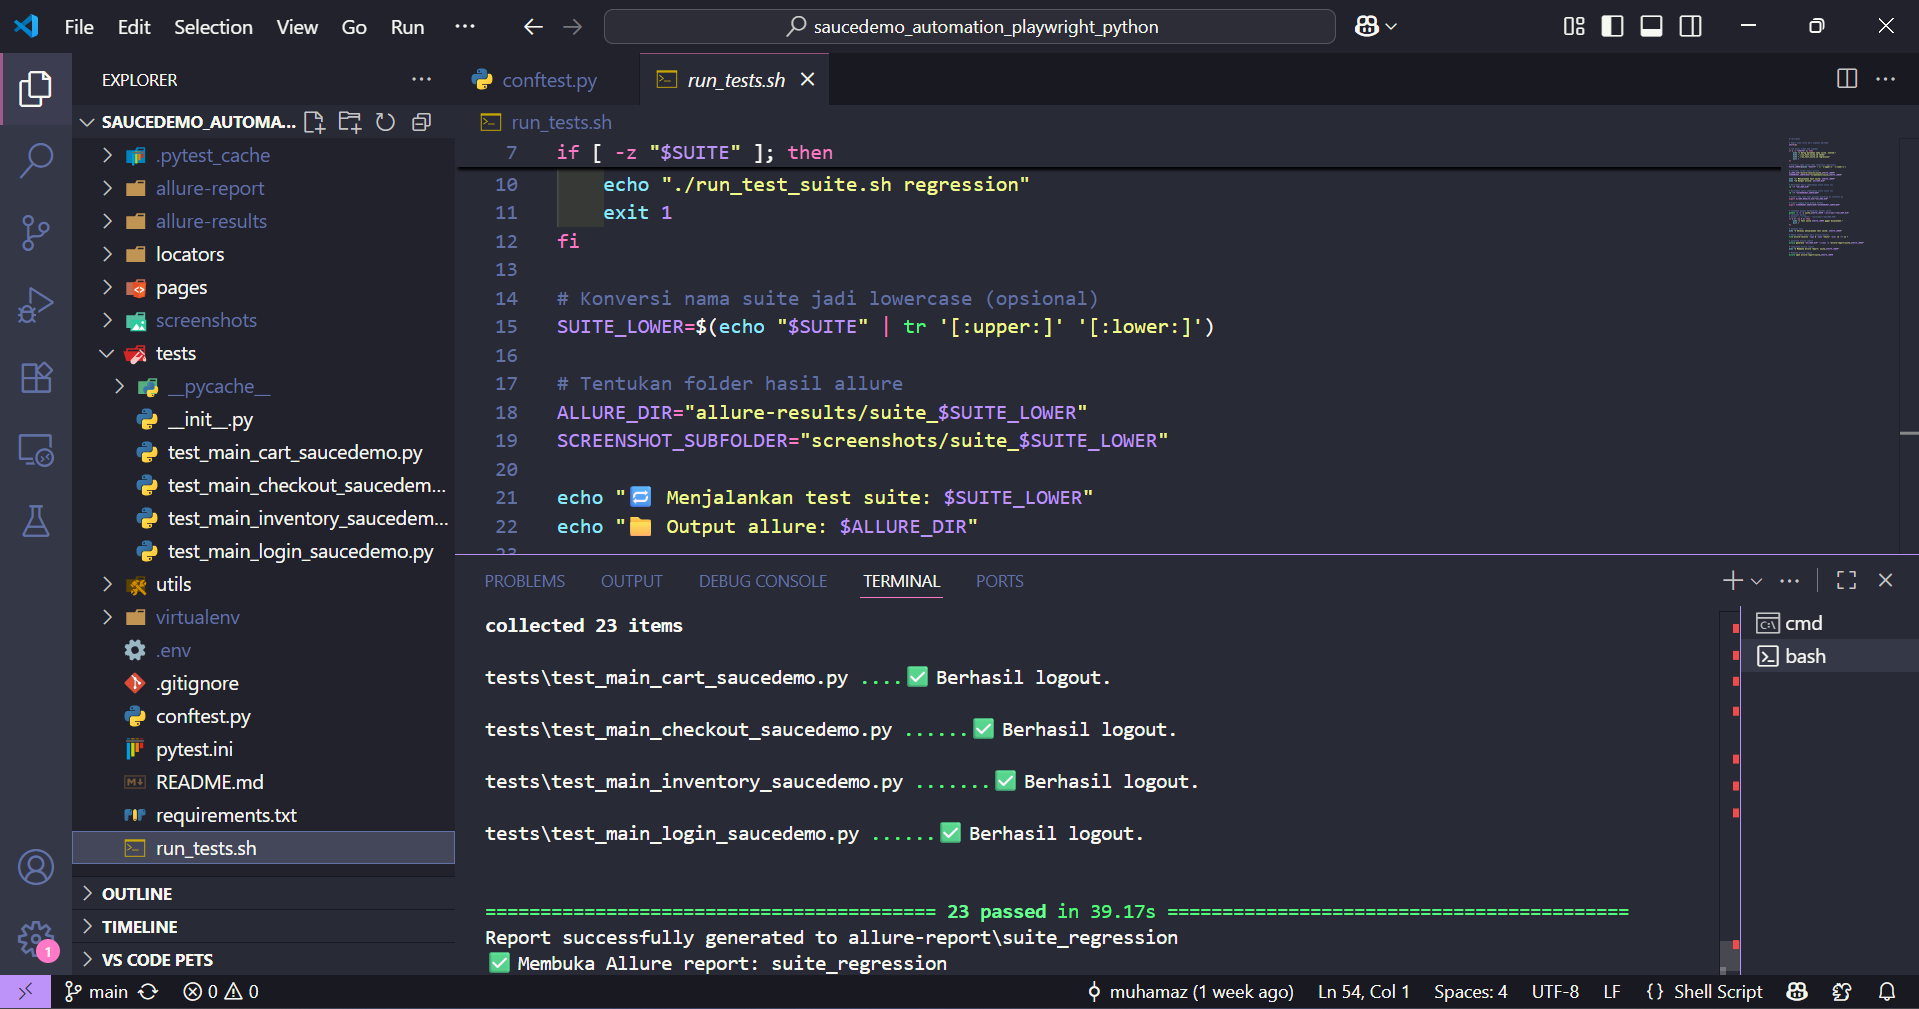 File Edit Selection View Go Run ···
saucedemo_automation_playwright_python
EXPLORER
SAUCEDEMO_AUTOMA...
.pytest_cache
allure-report
allure-results
locators
pages
screenshots
tests
__pycache__
__init__.py
test_main_cart_saucedemo.py
test_main_checkout_saucedem...
test_main_inventory_saucedem...
test_main_login_saucedemo.py
utils
virtualenv
.env
.gitignore
conftest.py
pytest.ini
README.md
requirements.txt
run_tests.sh
OUTLINE
TIMELINE
VS CODE PETS
conftest.py
run_tests.sh
run_tests.sh
7 if [ -z "$SUITE" ]; then
10 echo "./run_test_suite.sh regression"
11 exit 1
12 fi
13
14 # Konversi nama suite jadi lowercase (opsional)
15 SUITE_LOWER=$(echo "$SUITE" | tr '[:upper:]' '[:lower:]')
16
17 # Tentukan folder hasil allure
18 ALLURE_DIR="allure-results/suite_$SUITE_LOWER"
19 SCREENSHOT_SUBFOLDER="screenshots/suite_$SUITE_LOWER"
20
21 echo "🔁 Menjalankan test suite: $SUITE_LOWER"
22 echo "📁 Output allure: $ALLURE_DIR"
23
PROBLEMS OUTPUT DEBUG CONSOLE TERMINAL PORTS
collected 23 items
tests\test_main_cart_saucedemo.py ....✅ Berhasil logout.
tests\test_main_checkout_saucedemo.py ......✅ Berhasil logout.
tests\test_main_inventory_saucedemo.py .......✅ Berhasil logout.
tests\test_main_login_saucedemo.py ......✅ Berhasil logout.
========================================= 23 passed in 39.17s ==========================================
Report successfully generated to allure-report\suite_regression
✅ Membuka Allure report: suite_regression
cmd
bash
1
main 0 0
muhamaz (1 week ago) Ln 54, Col 1 Spaces: 4 UTF-8 LF {} Shell Script